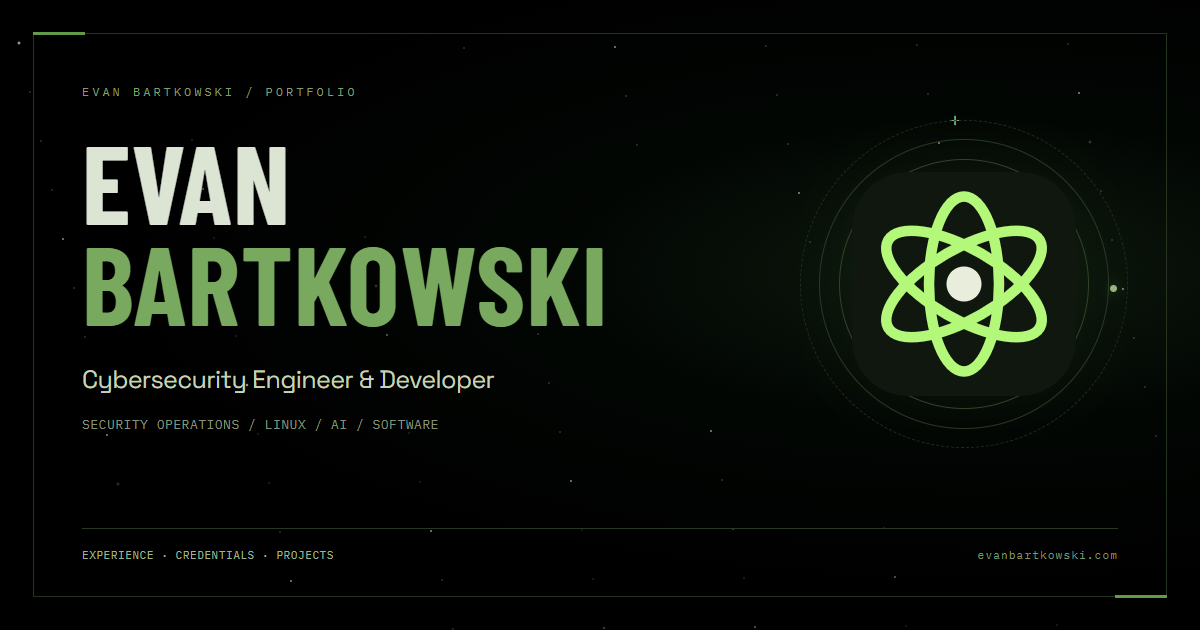 EVAN BARTKOWSKI / PORTFOLIO
EVAN
BARTKOWSKI
Cybersecurity Engineer & Developer
SECURITY OPERATIONS / LINUX / AI / SOFTWARE
EXPERIENCE · CREDENTIALS · PROJECTS
evanbartkowski.com